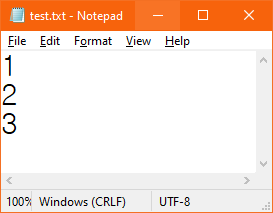 test.txt - Notepad
File Edit Format View Help
1
2
3
100% Windows (CRLF) UTF-8